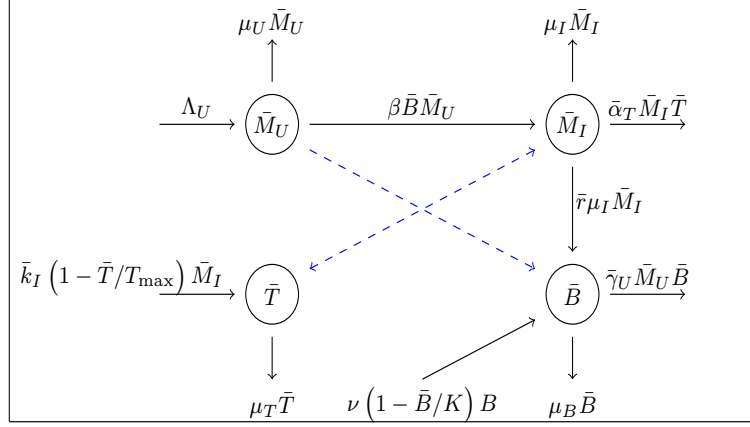 μ_U M̄_U μ_I M̄_I
Λ_U M̄_U βB̄M̄_U M̄_I ᾱ_T M̄_I T̄
r̄μ_I M̄_I
k̄_I (1 − T̄/T_max) M̄_I T̄ B̄ γ̄_U M̄_U B̄
μ_T T̄ ν (1 − B̄/K) B μ_B B̄